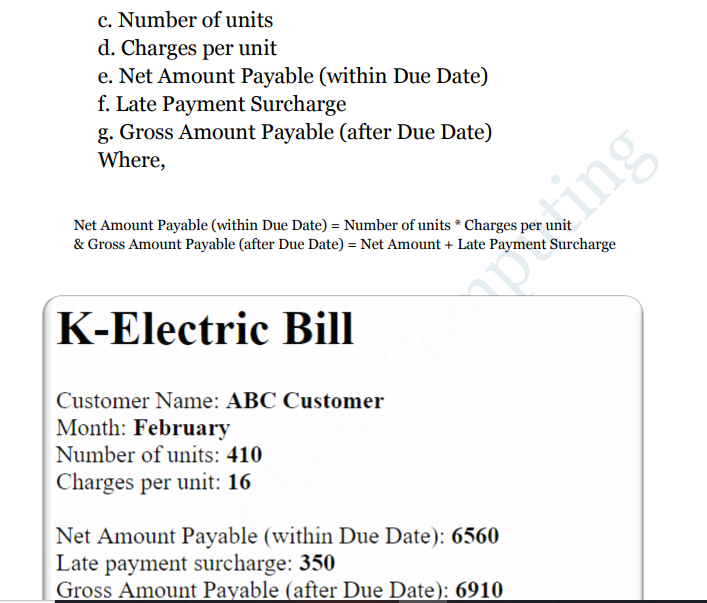 c. Number of units
d. Charges per unit
e. Net Amount Payable (within Due Date)
f. Late Payment Surcharge
g. Gross Amount Payable (after Due Date)
Where,
Net Amount Payable (within Due Date) = Number of units * Charges per unit
& Gross Amount Payable (after Due Date) = Net Amount + Late Payment Surcharge
K-Electric Bill
Customer Name: ABC Customer
Month: February
Number of units: 410
Charges per unit: 16
Net Amount Payable (within Due Date): 6560
Late payment surcharge: 350
Gross Amount Payable (after Due Date): 6910